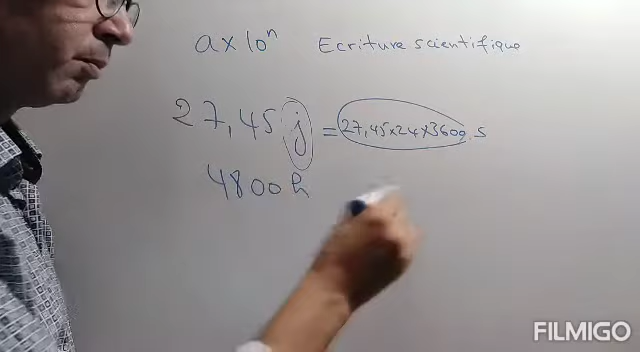 a × 10ⁿ Ecriture scientifique
27,45 j = 27,45×24×3600 s
4800 h
FILMIGO